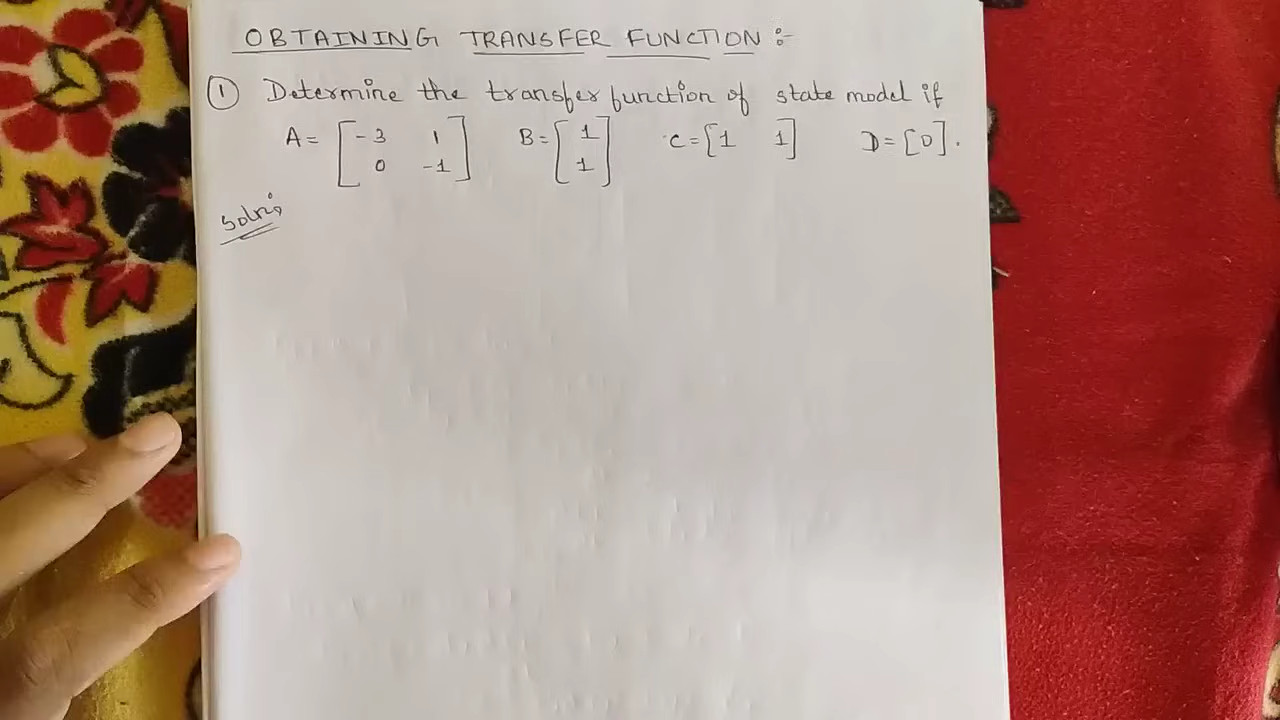 OBTAINING TRANSFER FUNCTION :-
① Determine the transfer function of state model if
A = [-3 1 B = [1 C = [1 1] D = [0].
0 -1] 1]
Soln: